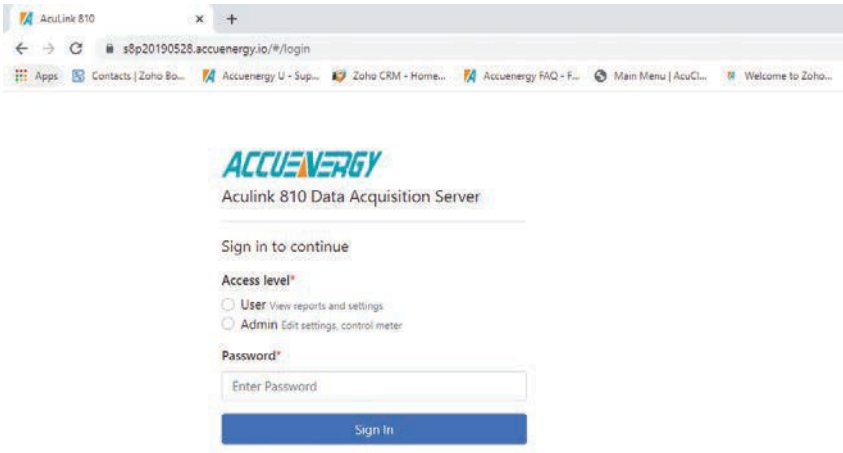 AcuLink 810
s8p20190528.accuenergy.io/#/login
Apps Contacts | Zoho Bo... Accuenergy U - Sup... Zoho CRM - Home... Accuenergy FAQ - F... Main Menu | AcuCl... Welcome to Zoho...
ACCUENERGY
Aculink 810 Data Acquisition Server
Sign in to continue
Access level*
User View reports and settings
Admin Edit settings, control meter
Password*
Enter Password
Sign In